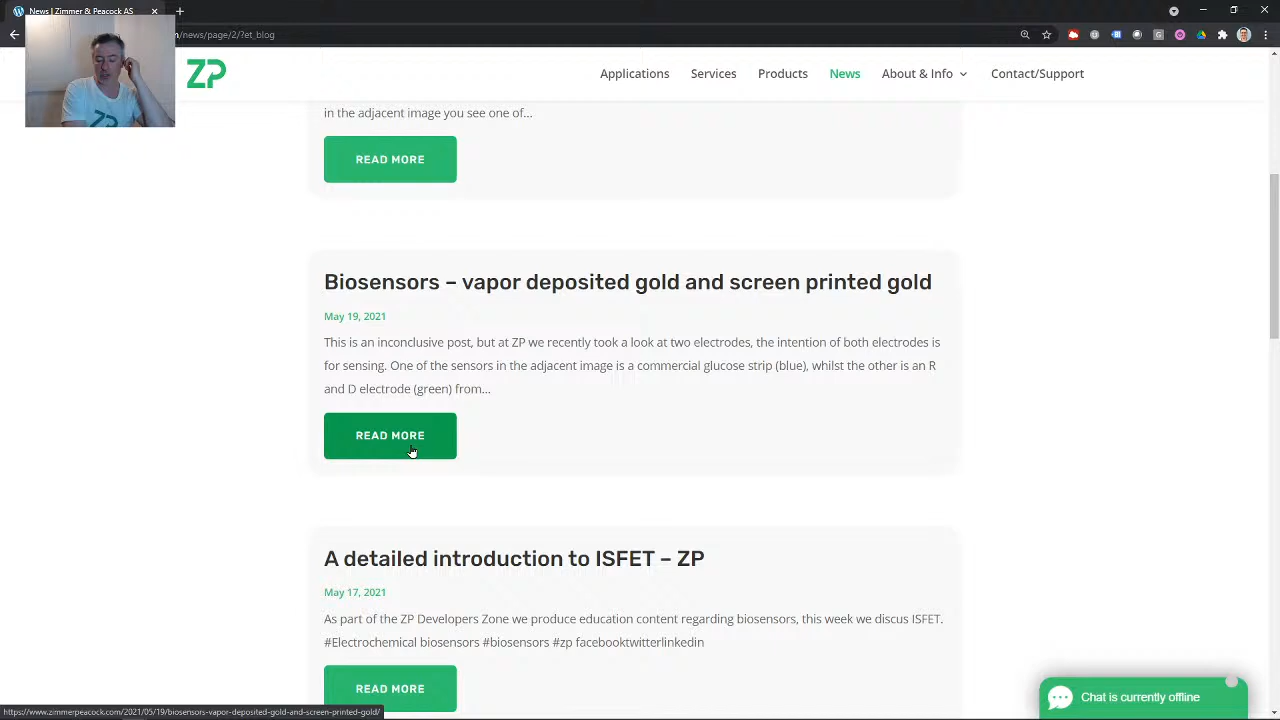 News & Zimmer & Peacock AS
/news/page/2/?et_blog
ZP
Applications
Services
Products
News
About & Info
Contact/Support
in the adjacent image you see one of...
READ MORE
Biosensors – vapor deposited gold and screen printed gold
May 19, 2021
This is an inconclusive post, but at ZP we recently took a look at two electrodes, the intention of both electrodes is
for sensing. One of the sensors in the adjacent image is a commercial glucose strip (blue), whilst the other is an R
and D electrode (green) from...
READ MORE
A detailed introduction to ISFET – ZP
May 17, 2021
As part of the ZP Developers Zone we produce education content regarding biosensors, this week we discus ISFET.
#Electrochemical biosensors #biosensors #zp facebooktwitterlinkedin
READ MORE
Chat is currently offline
https://www.zimmerpeacock.com/2021/05/19/biosensors-vapor-deposited-gold-and-screen-printed-gold/